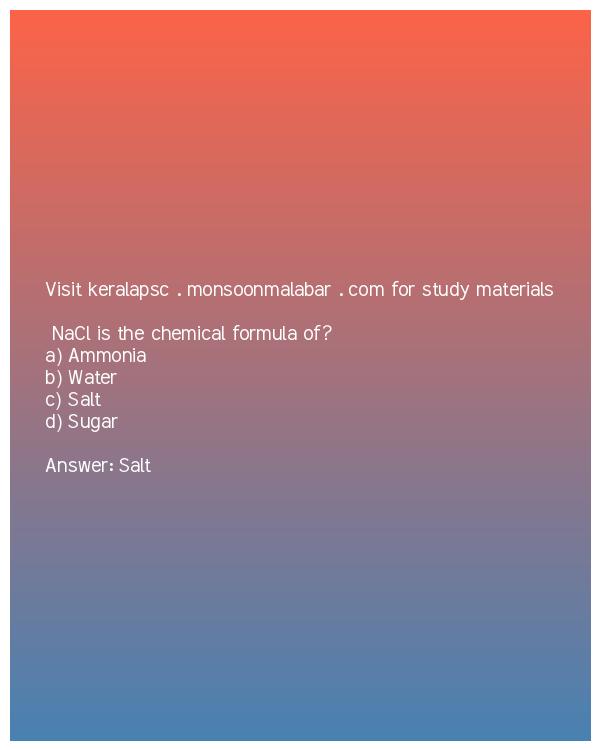 Visit keralapsc . monsoonmalabar . com for study materials
NaCl is the chemical formula of?
a) Ammonia
b) Water
c) Salt
d) Sugar
Answer: Salt